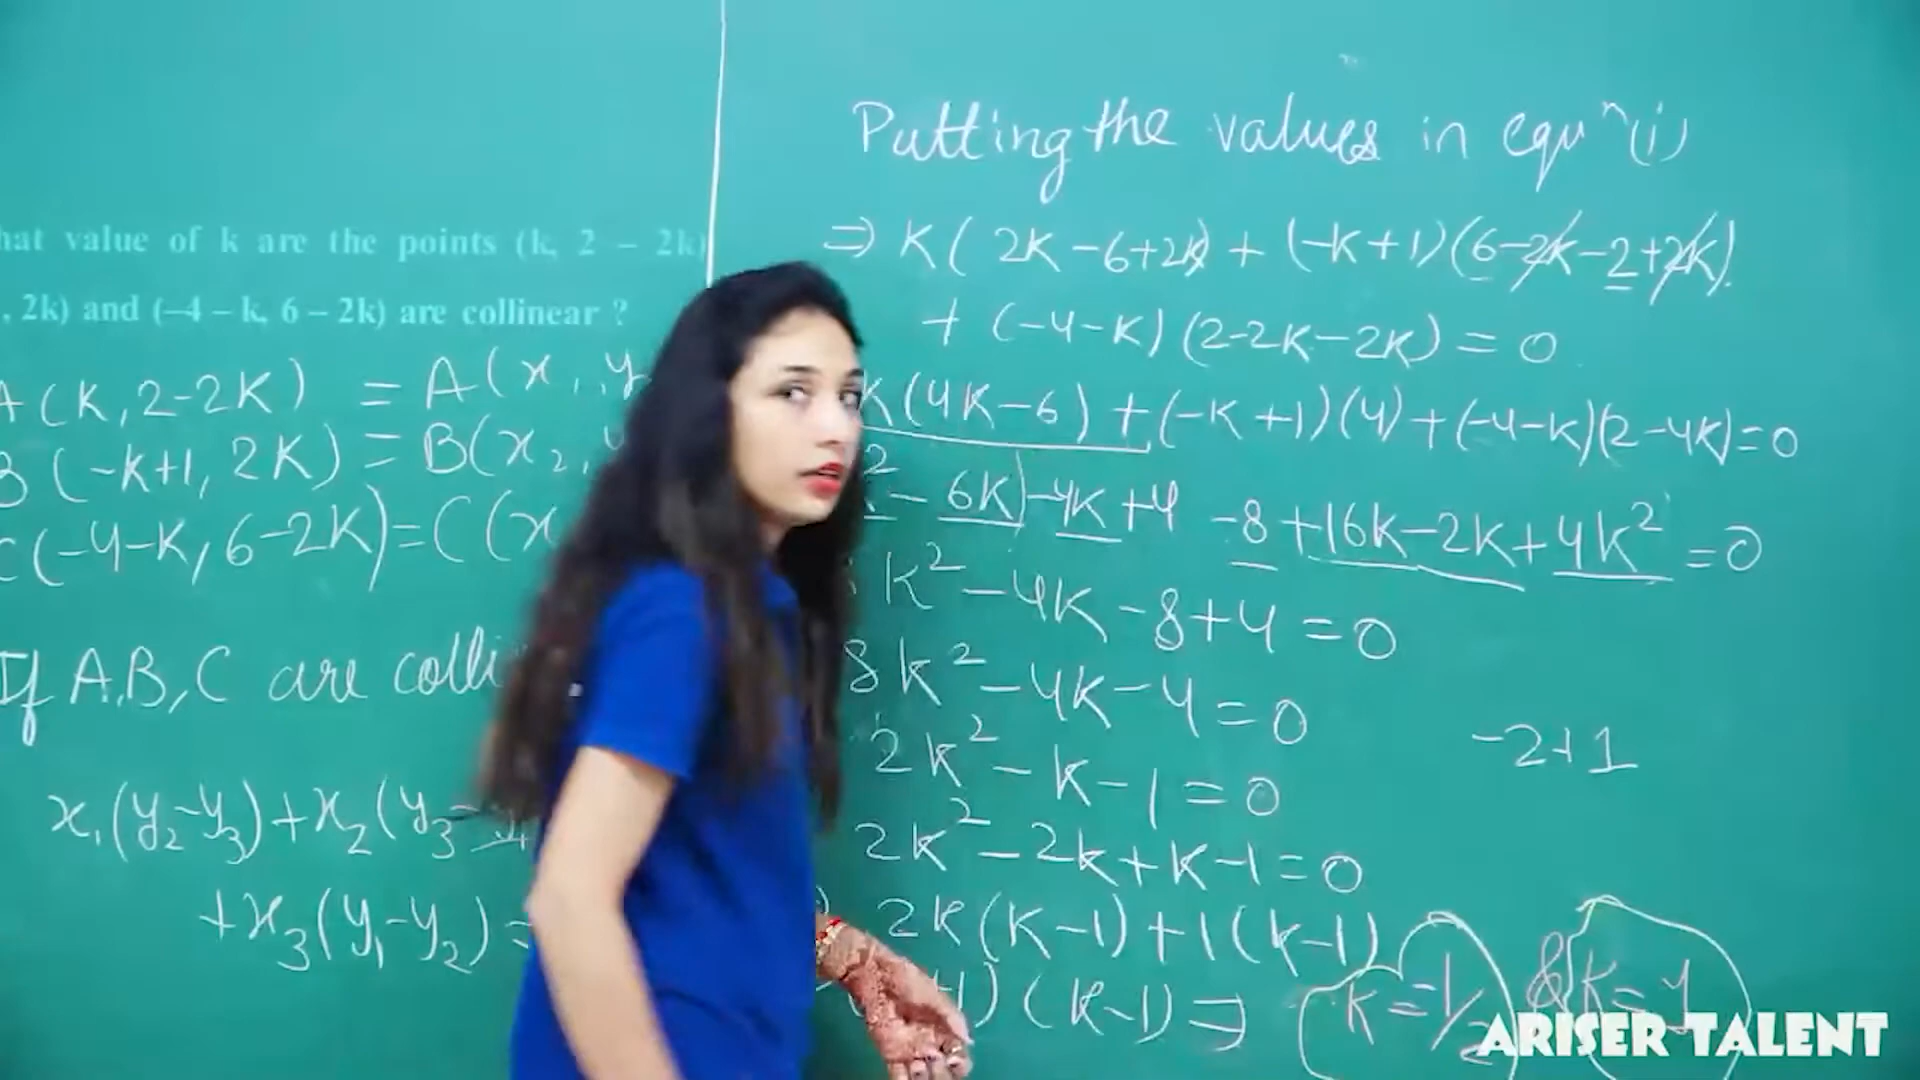 hat value of k are the points (k, 2 – 2k)
, 2k) and (–4 – k, 6 – 2k) are collinear ?
A(K, 2-2K) = A(x₁, y
B(-K+1, 2K) = B(x₂,
C(-4-K, 6-2K) = C(x
If A,B,C are colli
x₁(y₂-y₃)+x₂(y₃-
+x₃(y₁-y₂) =
Putting the values in equⁿ(i)
⇒ K(2K-6+2K) + (-K+1)(6-2K-2+2K)
+ (-4-K)(2-2K-2K) = 0
K(4K-6) + (-K+1)(4) + (-4-K)(2-4K) = 0
² - 6K) -4K +4 -8 +16K-2K+4K² = 0
K² -4K -8+4 = 0
8K² -4K-4 = 0
2K² - K-1 = 0
-2+1
2K² -2K+K-1 = 0
2K(K-1)+1(K-1)
+1)(K-1) ⇒ K = -1/2 & K = 1
ARISER TALENT